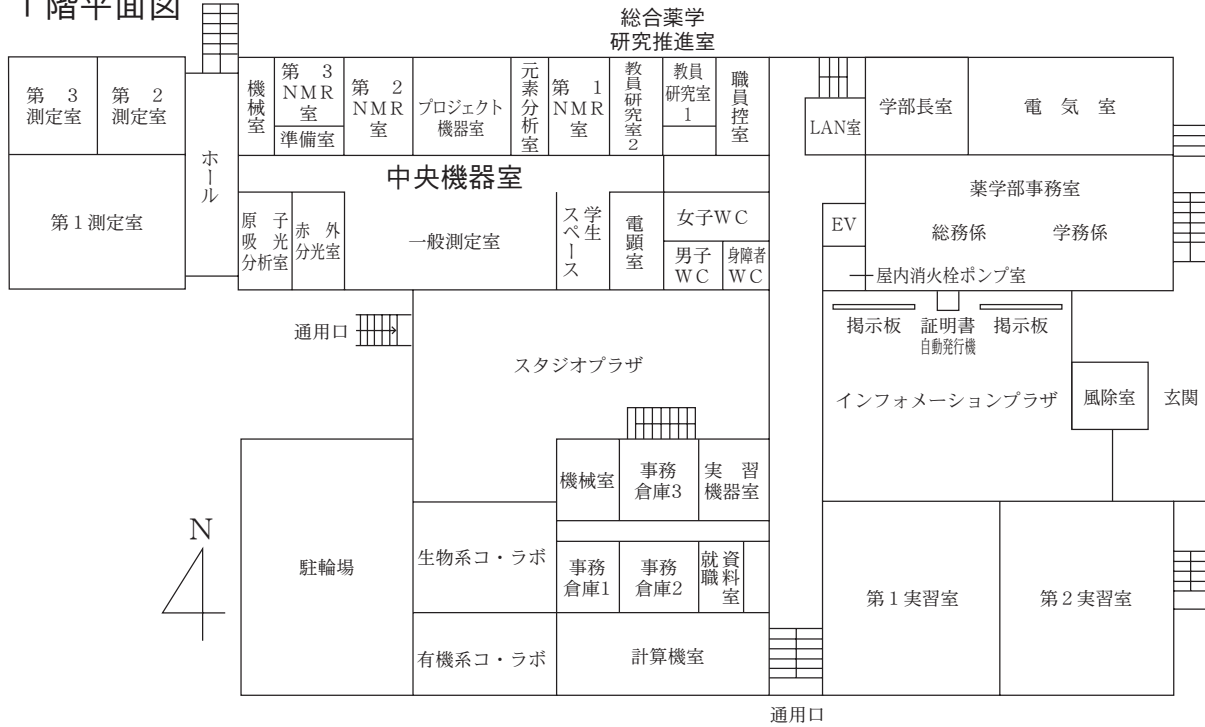 1階平面図
総合薬学
研究推進室
第　3
測定室
第　2
測定室
第1測定室
ホール
機械室
第　3
NMR
室
準備室
第　2
NMR
室
プロジェクト
機器室
元素分析室
第　1
NMR
室
教員研究室2
教員
研究室
1
職員控室
LAN室
学部長室
電　気　室
中央機器室
原　子
吸　光
分析室
赤　外
分光室
一般測定室
学生
スペース
電顕室
女子WC
男子
WC
身障者
WC
EV
薬学部事務室
総務係
学務係
屋内消火栓ポンプ室
通用口
スタジオプラザ
掲示板
証明書
自動発行機
掲示板
インフォメーションプラザ
風除室
玄関
機械室
事務
倉庫3
実　習
機器室
N
駐輪場
生物系コ・ラボ
事務
倉庫1
事務
倉庫2
就職
資料室
第1実習室
第2実習室
有機系コ・ラボ
計算機室
通用口